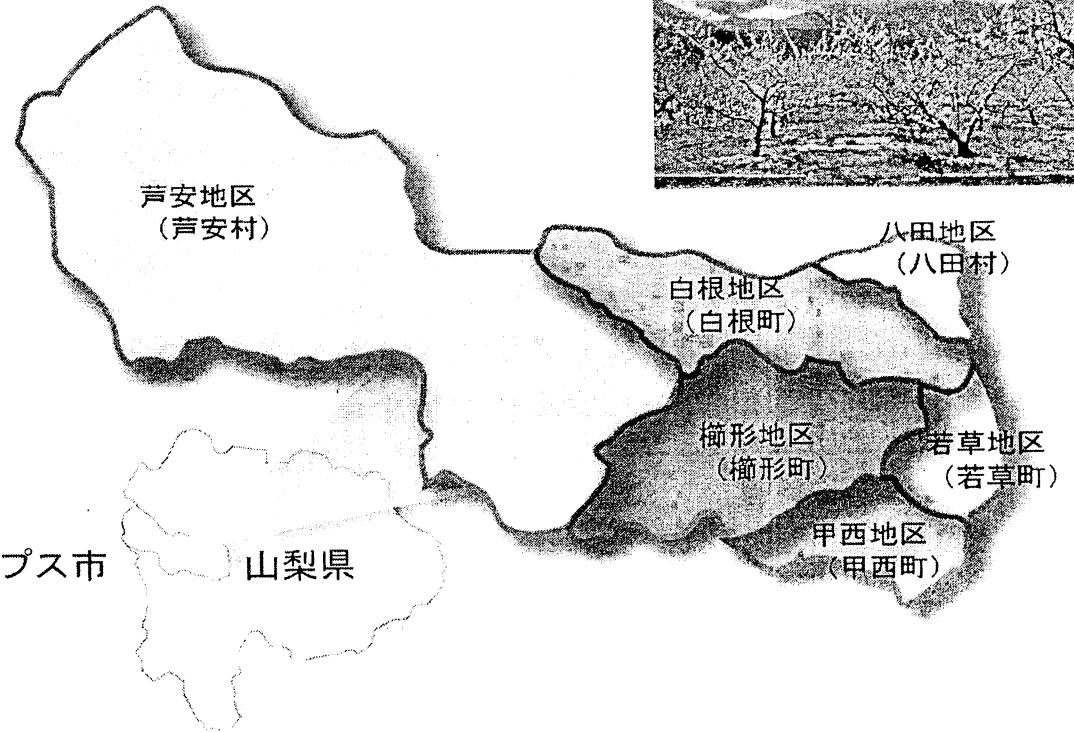 芦安地区
(芦安村)
八田地区
(八田村)
白根地区
(白根町)
櫛形地区
(櫛形町)
若草地区
(若草町)
甲西地区
(甲西町)
プス市
山梨県